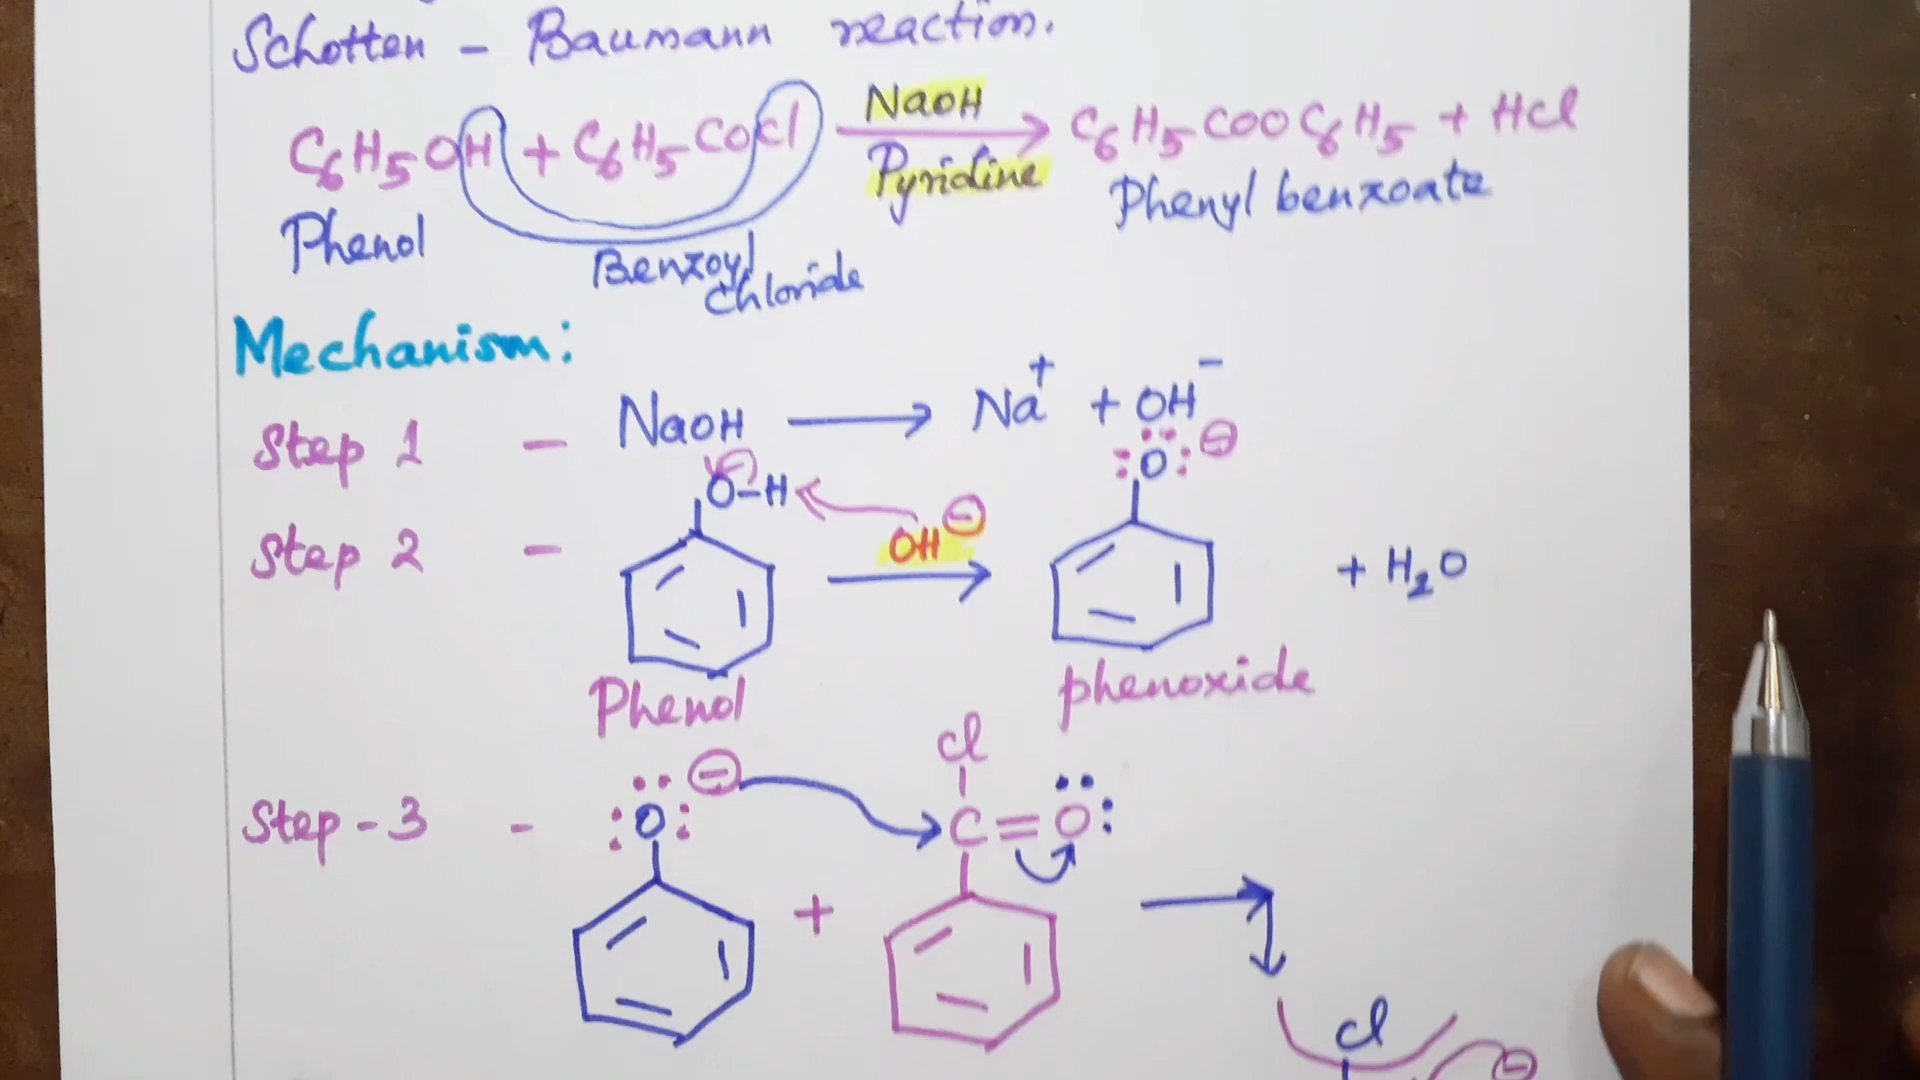 Schotten - Baumann reaction.
C6H5OH + C6H5COCl NaOH Pyridine → C6H5COOC6H5 + HCl
Phenol Benzoyl chloride Phenyl benzoate
Mechanism:
Step 1 - NaOH → Na+ + OH-
Step 2 - O-H OH⊖ → :O: ⊖ + H2O
Phenol phenoxide
Step-3 - :O: ⊖ + Cl C=O: →
Cl ⊖